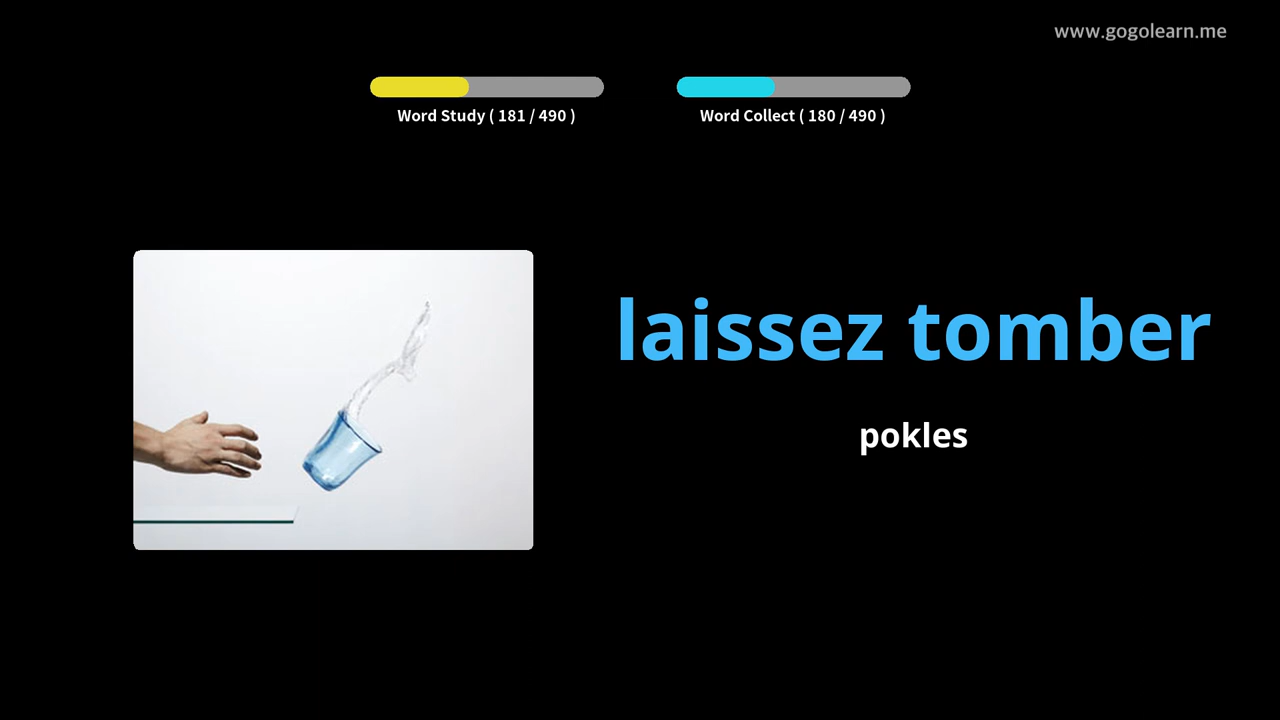 www.gogolearn.me
Word Study ( 181 / 490 )
Word Collect ( 180 / 490 )
laissez tomber
pokles